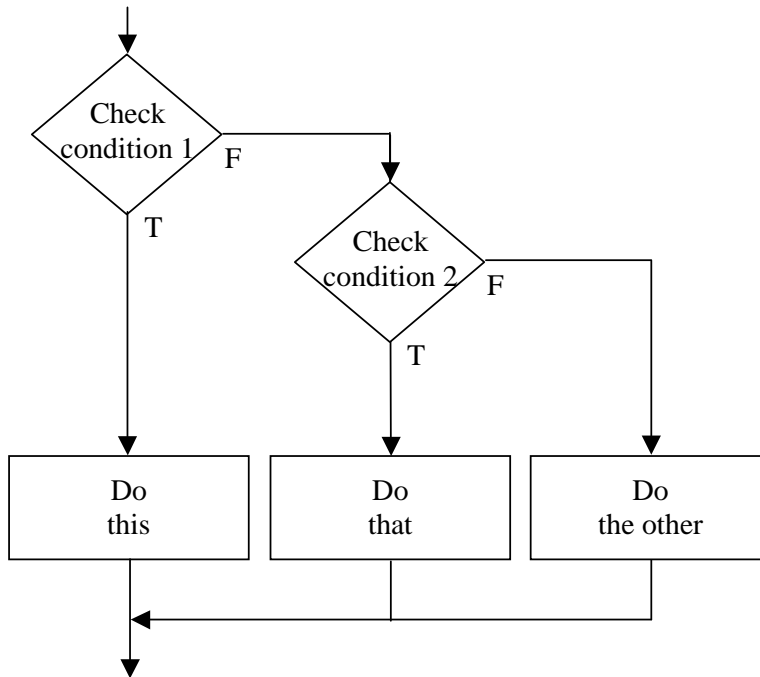 Check
condition 1
F
T
Check
condition 2
F
T
Do
this
Do
that
Do
the other